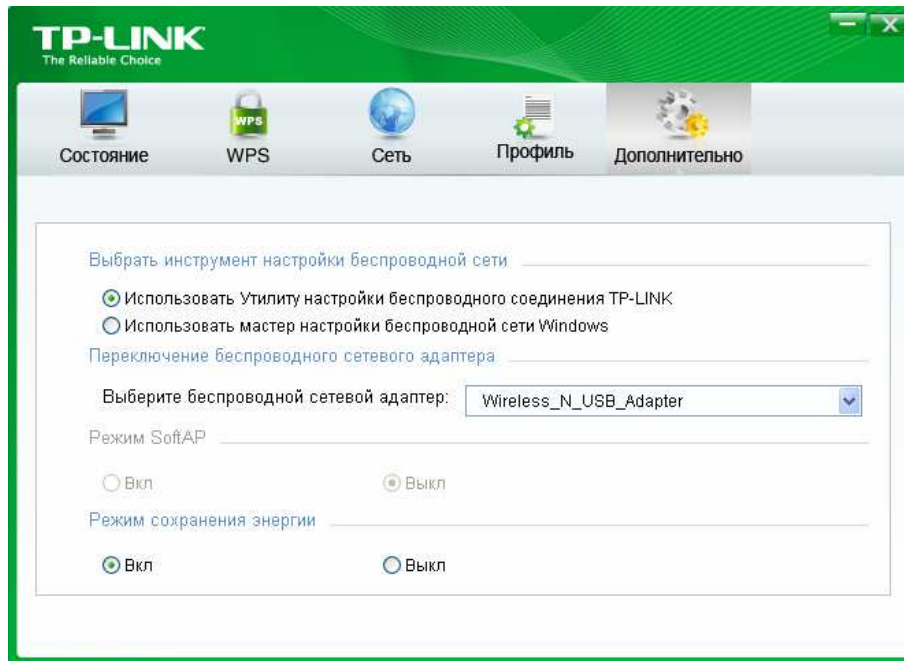 TP-LINK
The Reliable Choice
WPS
Состояние WPS Сеть Профиль Дополнительно
Выбрать инструмент настройки беспроводной сети
Использовать Утилиту настройки беспроводного соединения TP-LINK
Использовать мастер настройки беспроводной сети Windows
Переключение беспроводного сетевого адаптера
Выберите беспроводной сетевой адаптер: Wireless_N_USB_Adapter
Режим SoftAP
Вкл Выкл
Режим сохранения энергии
Вкл Выкл